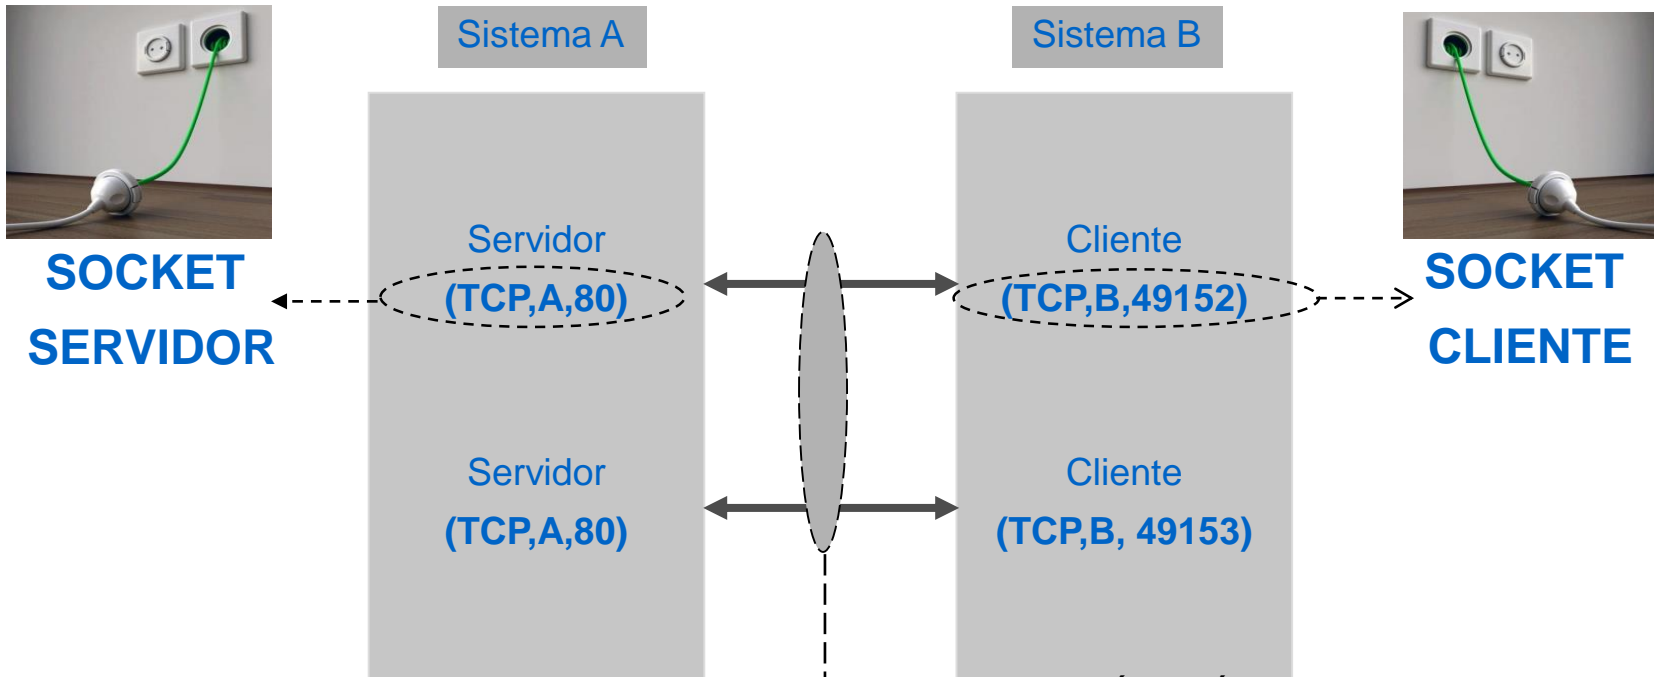 Sistema A
Sistema B
SOCKET
SERVIDOR
Servidor
(TCP,A,80)
Cliente
(TCP,B,49152)
SOCKET
CLIENTE
Servidor
(TCP,A,80)
Cliente
(TCP,B, 49153)